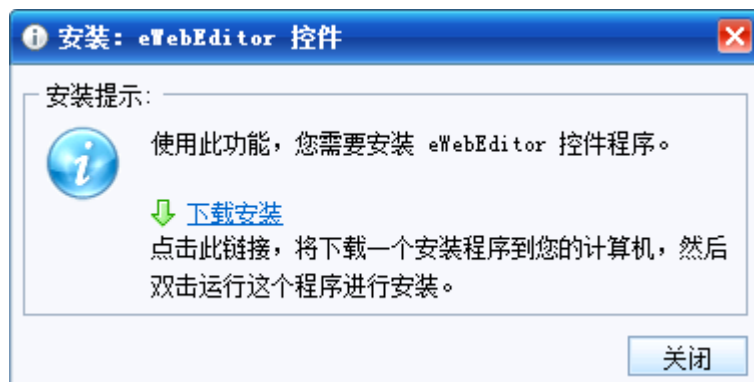 安装：eWebEditor 控件
安装提示:
使用此功能，您需要安装 eWebEditor 控件程序。
下载安装
点击此链接，将下载一个安装程序到您的计算机，然后
双击运行这个程序进行安装。
关闭